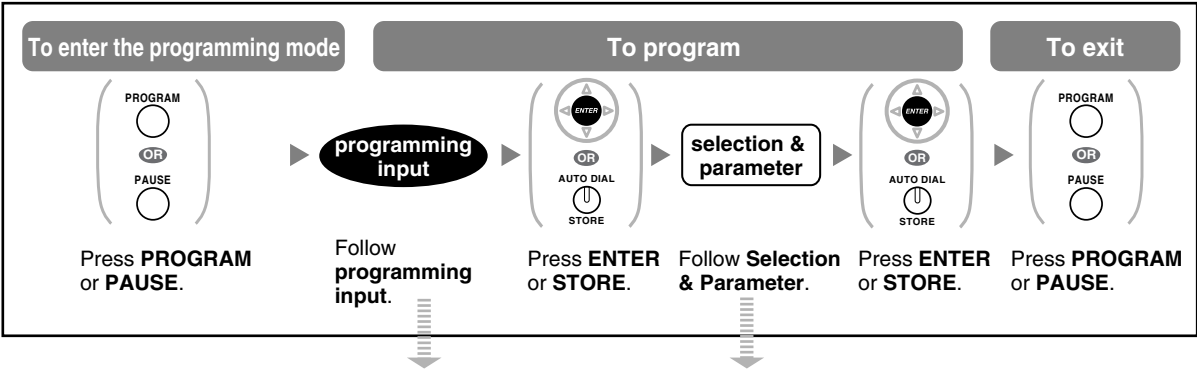 To enter the programming mode
To program
To exit
PROGRAM
OR
PAUSE
programming
input
ENTER
OR
AUTO DIAL
STORE
selection &
parameter
ENTER
OR
AUTO DIAL
STORE
PROGRAM
OR
PAUSE
Press PROGRAM
or PAUSE.
Follow
programming
input.
Press ENTER
or STORE.
Follow Selection
& Parameter.
Press ENTER
or STORE.
Press PROGRAM
or PAUSE.